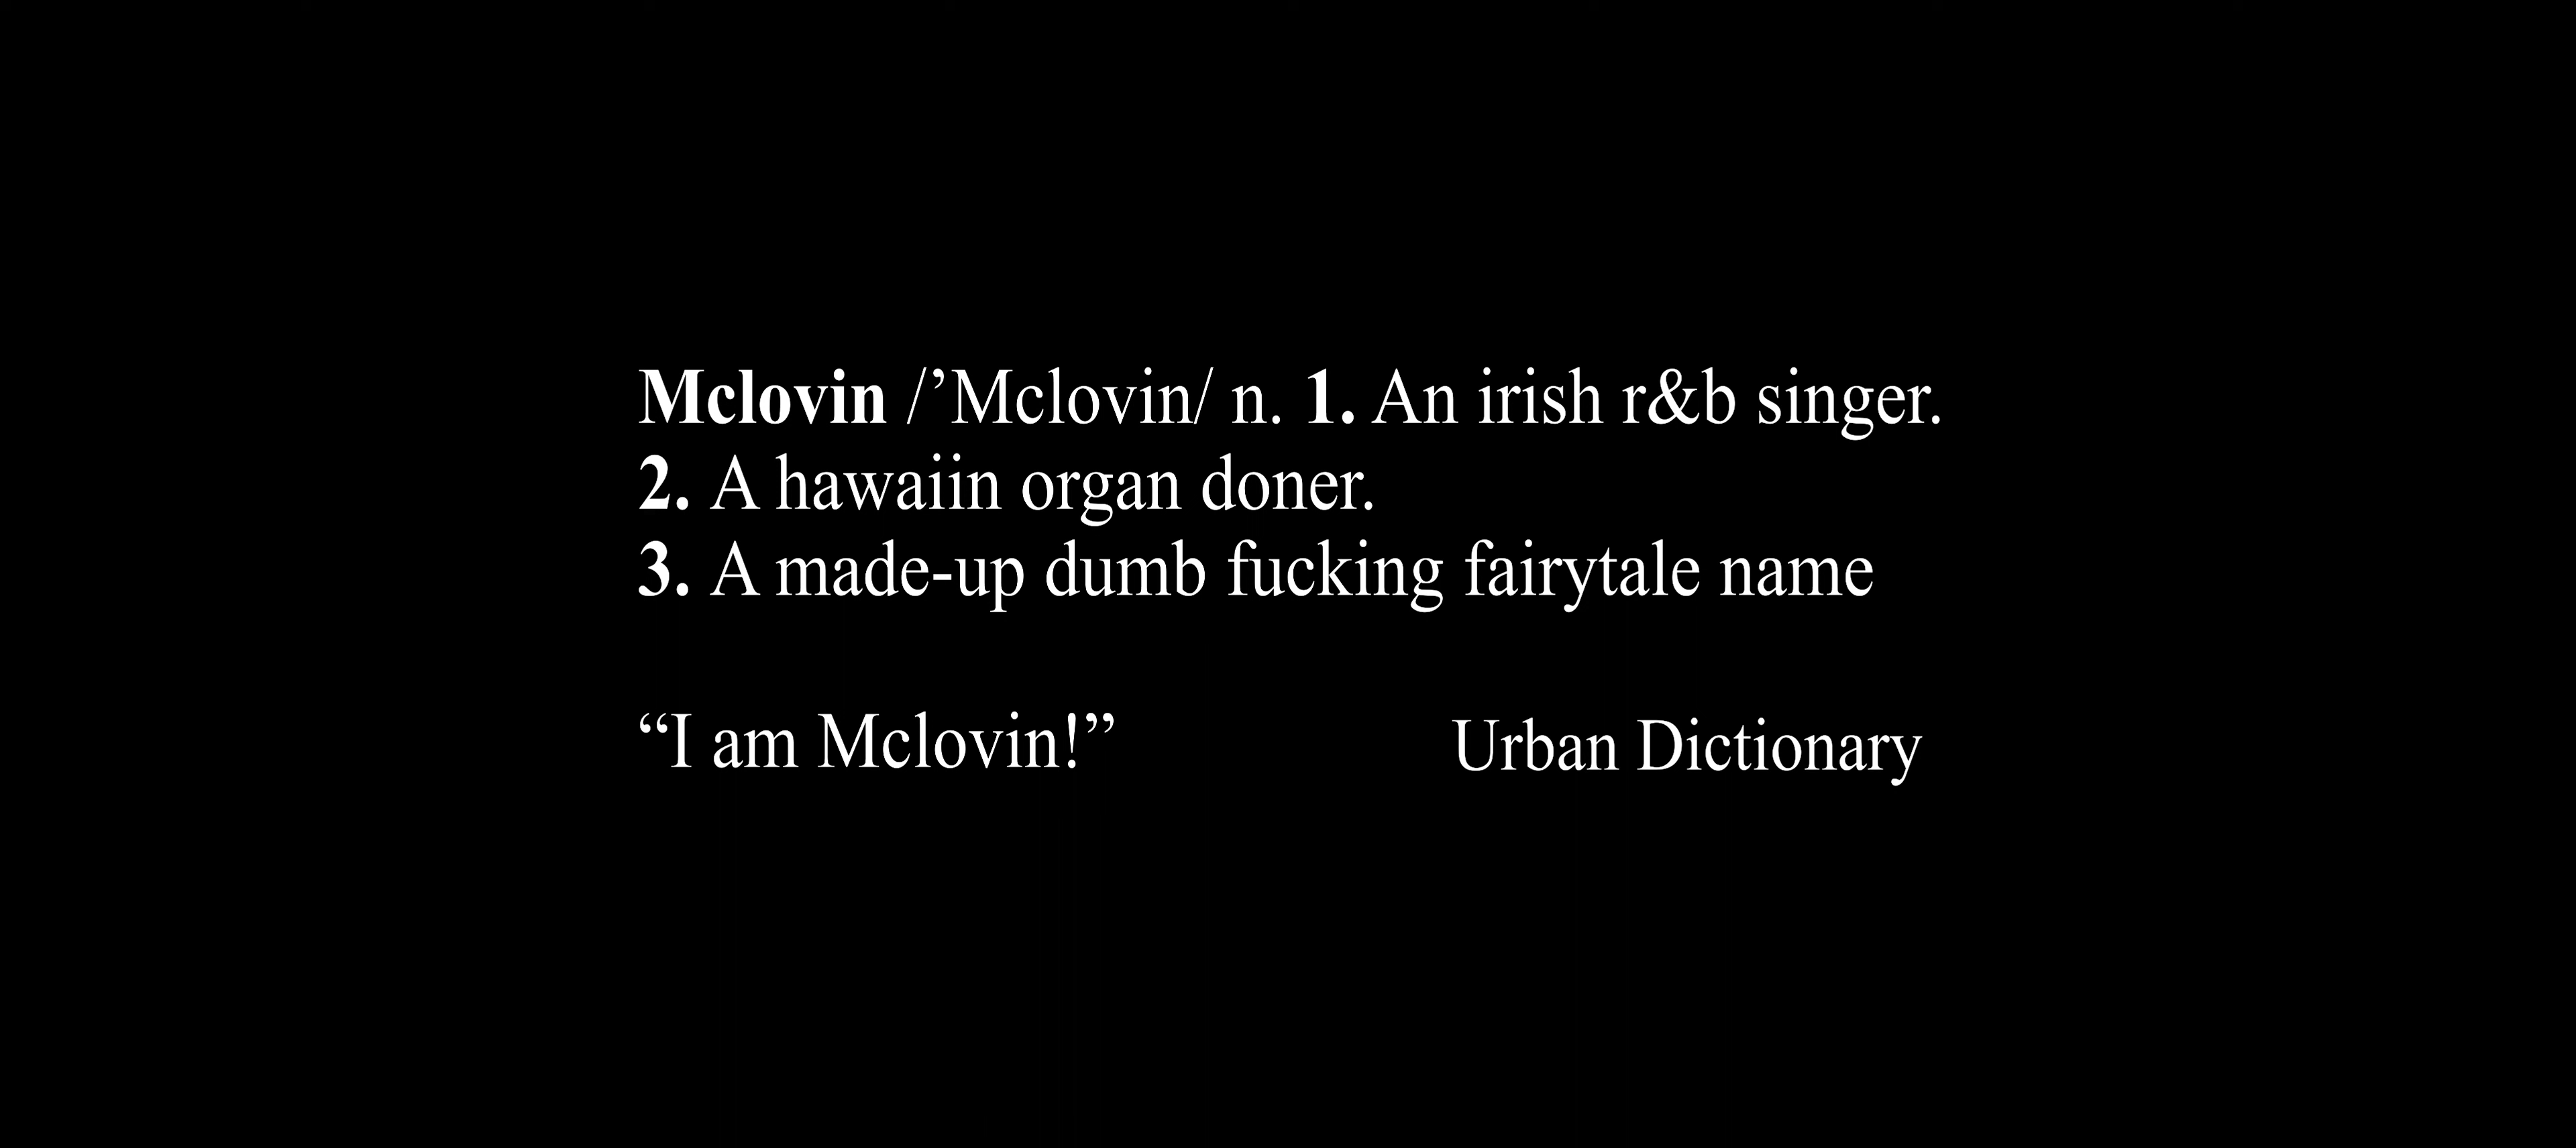 Mclovin /’Mclovin/ n. 1. An irish r&b singer.
2. A hawaiin organ doner.
3. A made-up dumb fucking fairytale name
“I am Mclovin!” Urban Dictionary